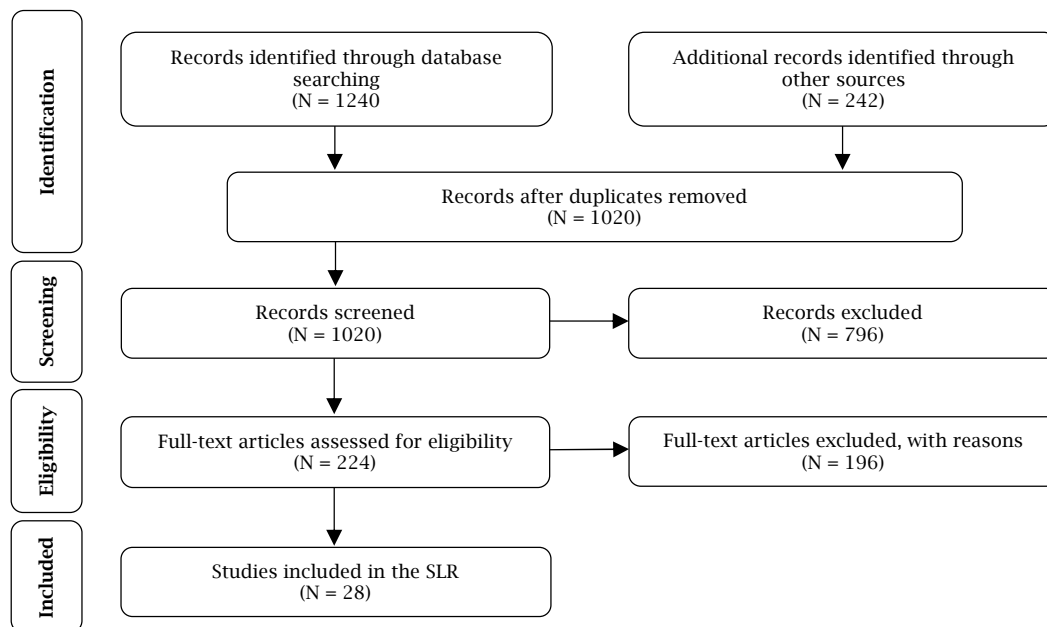 Identification
Records identified through database
searching
(N = 1240
Additional records identified through
other sources
(N = 242)
Records after duplicates removed
(N = 1020)
Screening
Records screened
(N = 1020)
Records excluded
(N = 796)
Eligibility
Full-text articles assessed for eligibility
(N = 224)
Full-text articles excluded, with reasons
(N = 196)
Included
Studies included in the SLR
(N = 28)